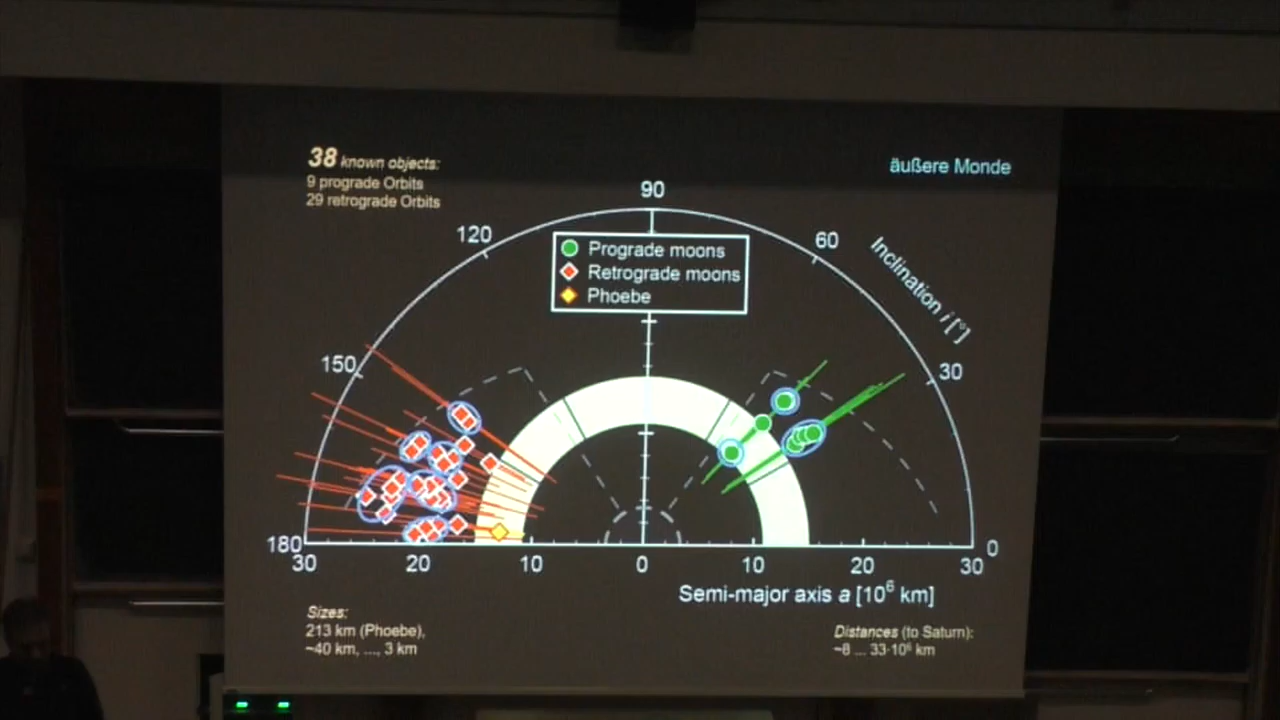 38 known objects:
9 prograde Orbits
29 retrograde Orbits
äußere Monde
90
120
60
Inclination i [°]
Prograde moons
Retrograde moons
Phoebe
150
30
180
0
30
20
10
0
10
20
30
Semi-major axis a [10⁶ km]
Sizes:
213 km (Phoebe),
~40 km, ..., 3 km
Distances (to Saturn):
~8 ... 33·10⁶ km